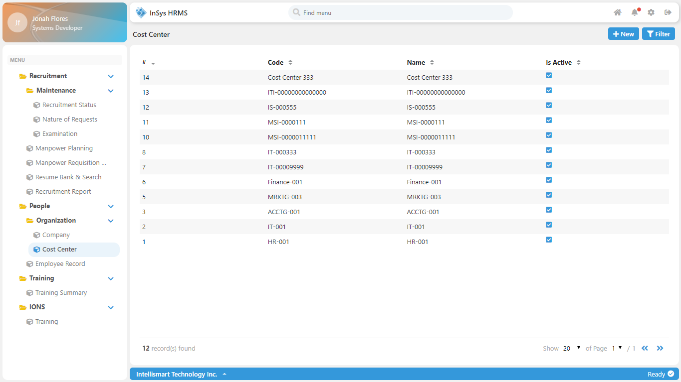 JF
Jonah Flores
Systems Developer
InSys HRMS
Find menu
MENU
Recruitment
Maintenance
Recruitment Status
Nature of Requests
Examination
Manpower Planning
Manpower Requisition ...
Resume Bank & Search
Recruitment Report
People
Organization
Company
Cost Center
Employee Record
Training
Training Summary
IONS
Training
Cost Center
New
Filter
# Code Name Is Active
14 Cost Center 333 Cost Center 333
13 ITI-00000000000000 ITI-00000000000000
12 IS-000555 IS-000555
11 MSI-0000111 MSI-0000111
10 MSI-0000011111 MSI-0000011111
8 IT-000333 IT-000333
7 IT-00009999 IT-00009999
6 Finance-001 Finance-001
5 MRKTG-003 MRKTG-003
3 ACCTG-001 ACCTG-001
2 IT-001 IT-001
1 HR-001 HR-001
12 record(s) found
Show 20 of Page 1 / 1
Intellismart Technology Inc.
Ready